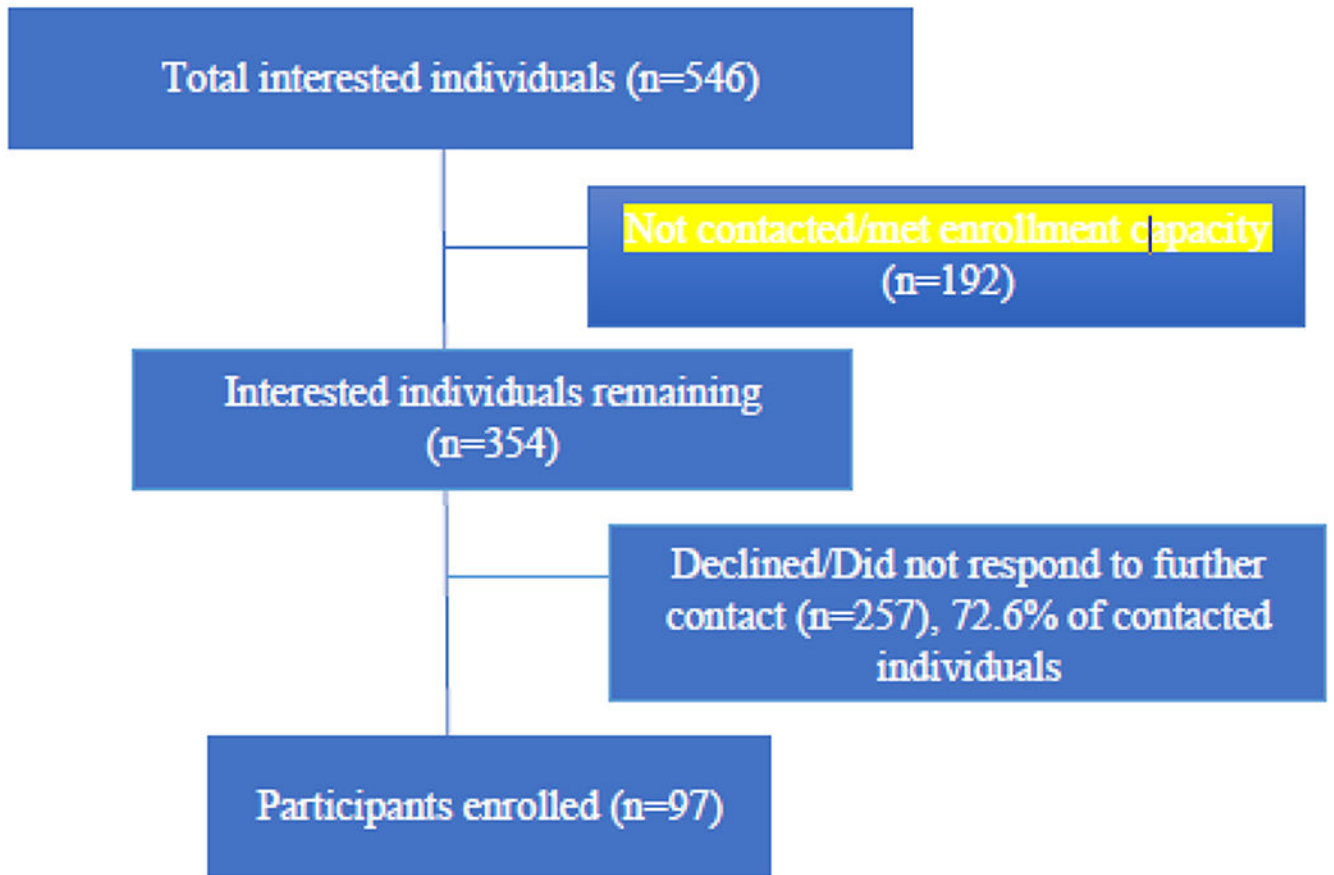 Total interested individuals (n=546)
Not contacted/met enrollment capacity
(n=192)
Interested individuals remaining
(n=354)
Declined/Did not respond to further
contact (n=257), 72.6% of contacted
individuals
Participants enrolled (n=97)